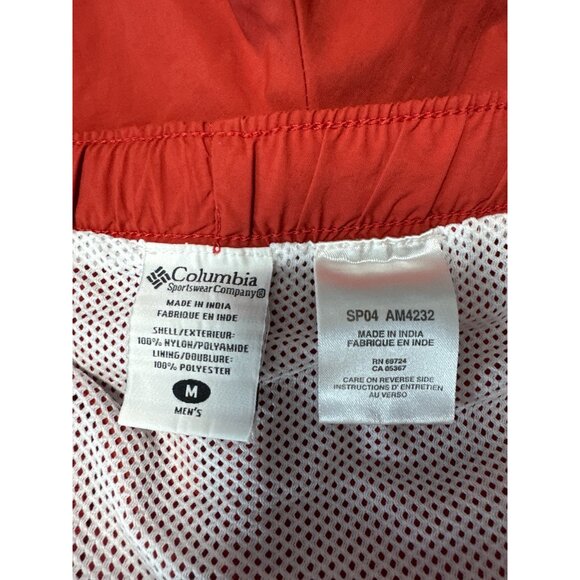 Columbia
Sportswear Company®
MADE IN INDIA
FABRIQUE EN INDE
SHELL/EXTERIEUR:
100% NYLON/POLYAMIDE
LINING/DOUBLURE:
100% POLYESTER
M
MEN'S
SP04 AM4232
MADE IN INDIA
FABRIQUE EN INDE
RN 69724
CA 05367
CARE ON REVERSE SIDE
INSTRUCTIONS D'ENTRETIEN
AU VERSO